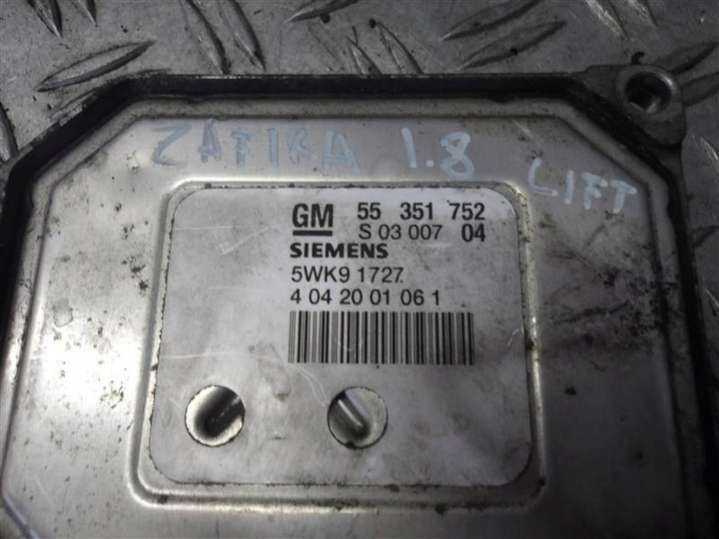 ZAFIRA 1.8
LIFT
GM 55 351 752
S 03 007 04
SIEMENS
5WK9 1727
4 04 20 01 06 1